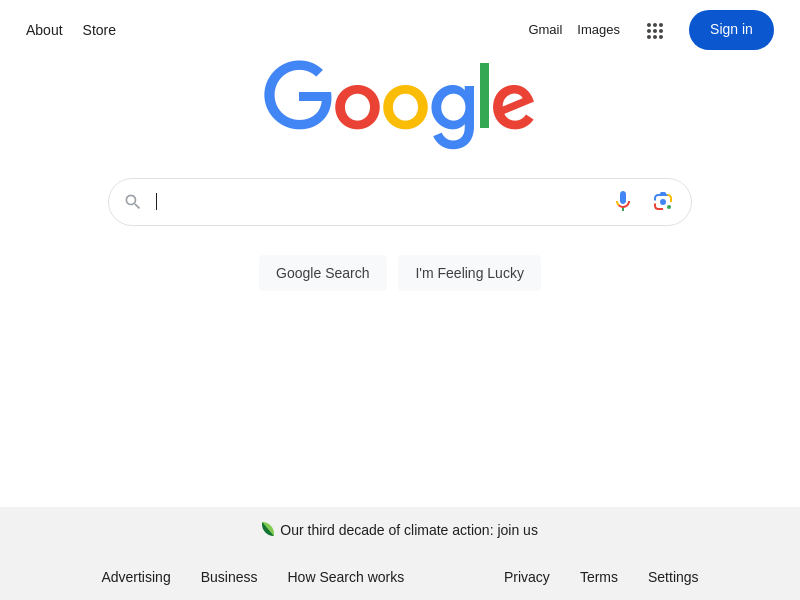 About Store Gmail Images Sign in
Google
Google Search I'm Feeling Lucky
Our third decade of climate action: join us
Advertising Business How Search works Privacy Terms Settings